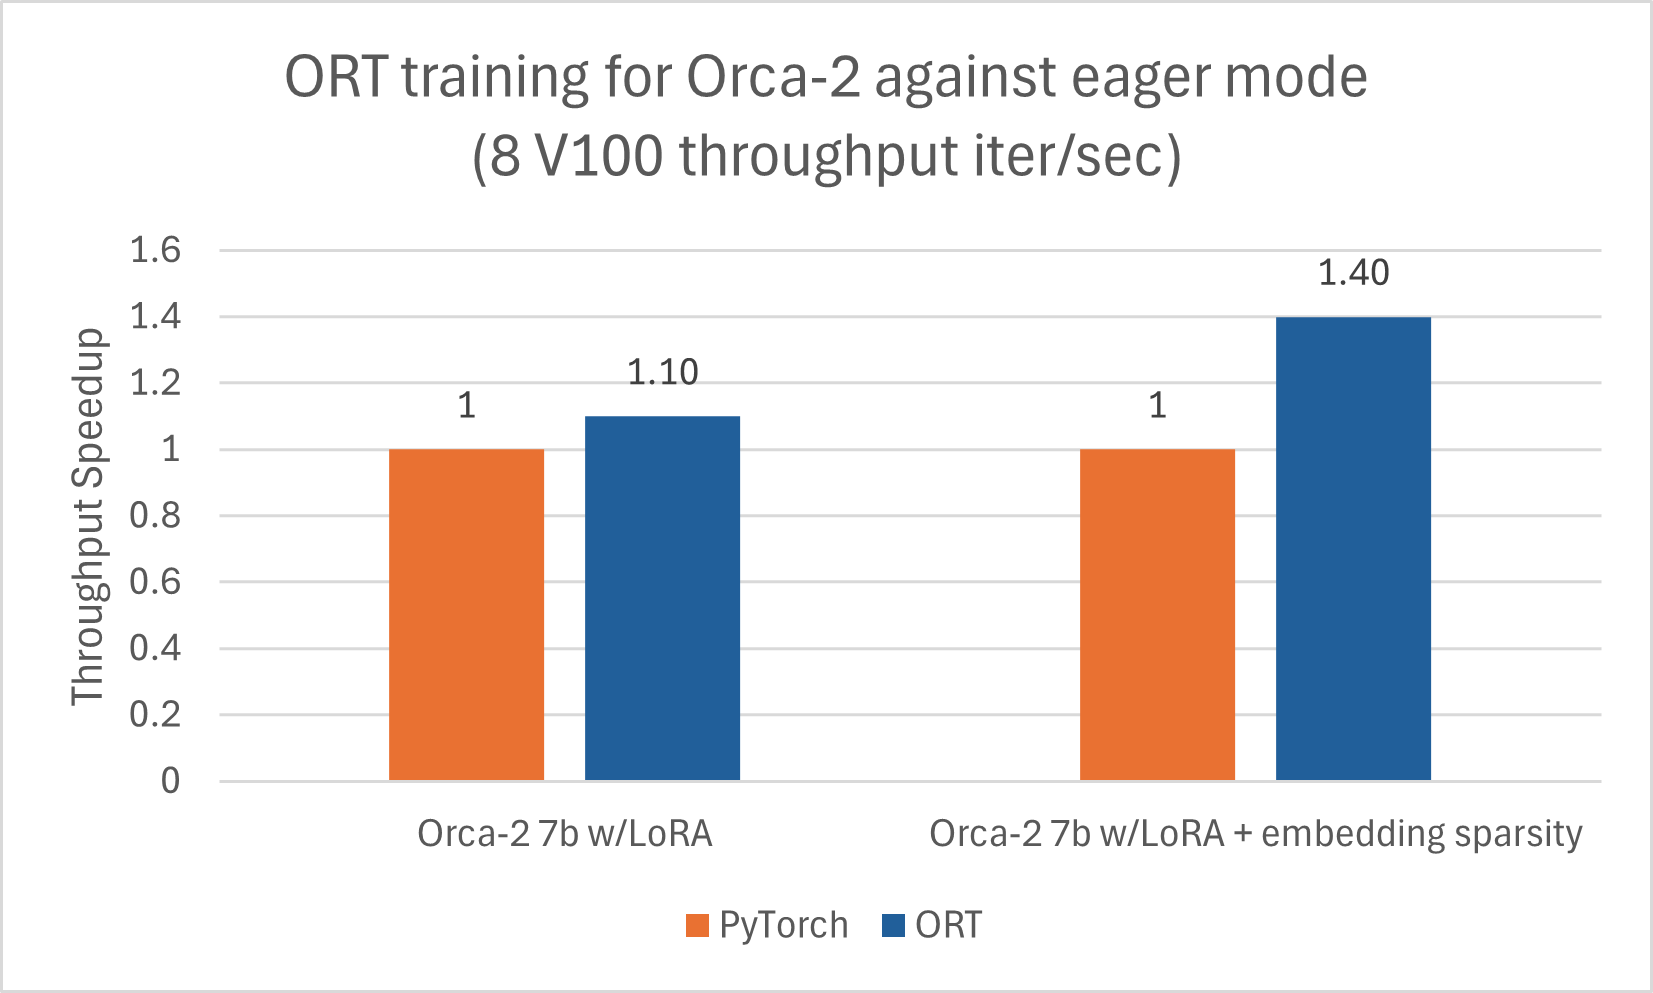 ORT training for Orca-2 against eager mode
(8 V100 throughput iter/sec)
Throughput Speedup
1.6
1.4
1.2
1
0.8
0.6
0.4
0.2
0
1
1.10
1
1.40
Orca-2 7b w/LoRA
Orca-2 7b w/LoRA + embedding sparsity
PyTorch
ORT